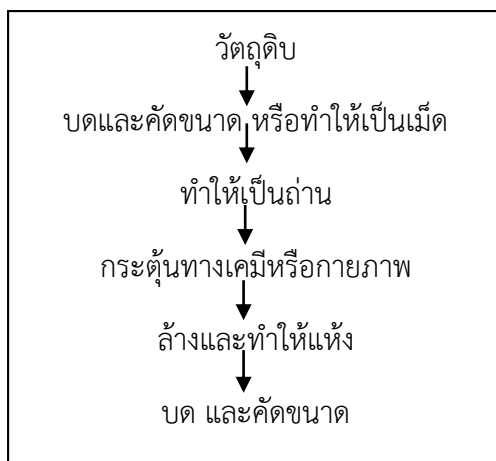 วัตถุดิบ
บดและคัดขนาด หรือทำให้เป็นเม็ด
ทำให้เป็นถ่าน
กระตุ้นทางเคมีหรือกายภาพ
ล้างและทำให้แห้ง
บด และคัดขนาด